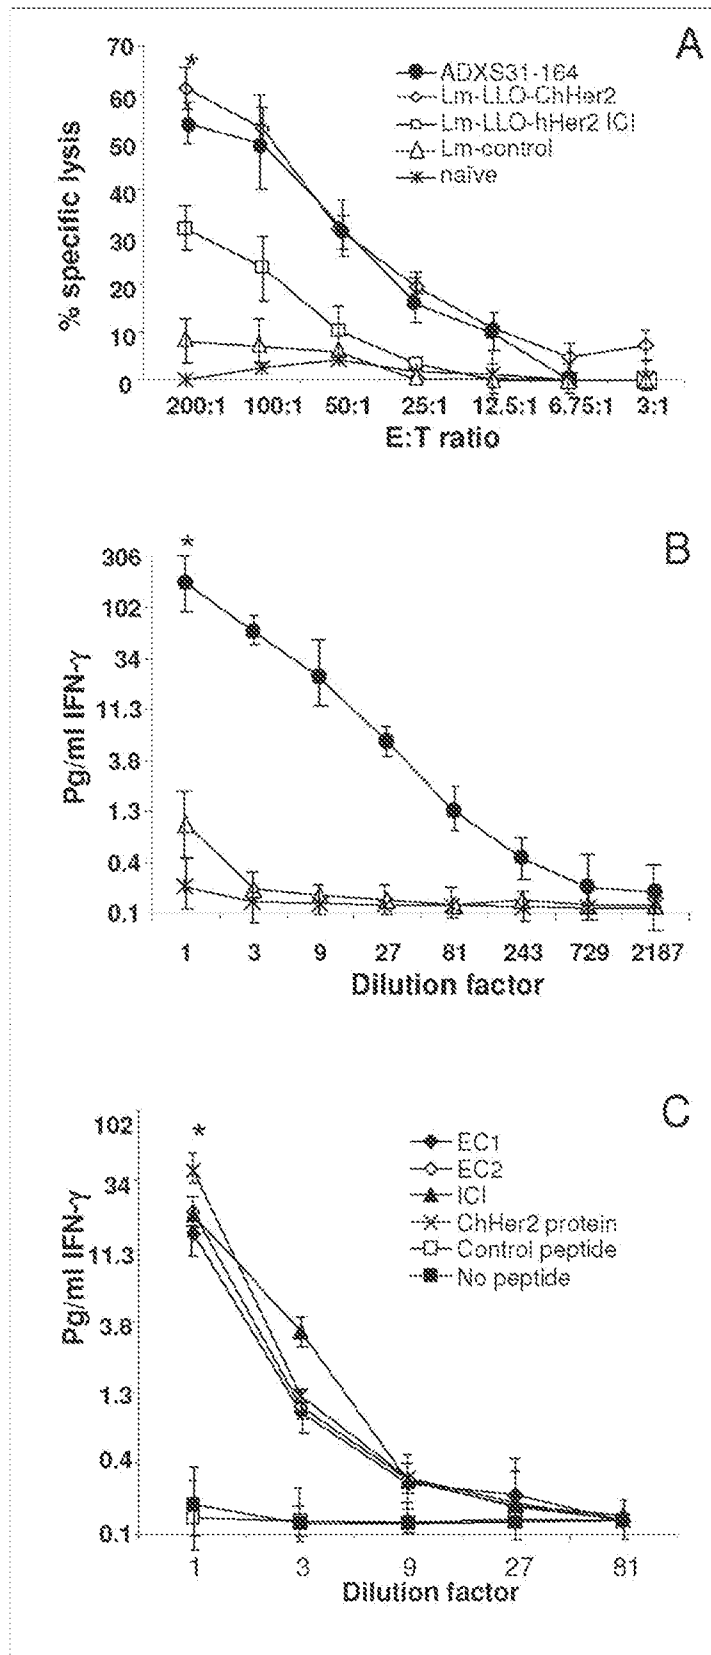 A
70
60
50
40
30
20
10
0
% specific lysis
*
ADXS31-164
Lm-LLO-ChHer2
Lm-LLO-hHer2 ICI
Lm-control
naïve
200:1 100:1 50:1 25:1 12.5:1 6.75:1 3:1
E:T ratio
B
*
306
102
34
11.3
3.8
1.3
0.4
0.1
Pg/ml IFN-γ
1 3 9 27 81 243 729 2187
Dilution factor
C
*
102
34
11.3
3.8
1.3
0.4
0.1
Pg/ml IFN-γ
EC1
EC2
ICI
ChHer2 protein
Control peptide
No peptide
1 3 9 27 81
Dilution factor